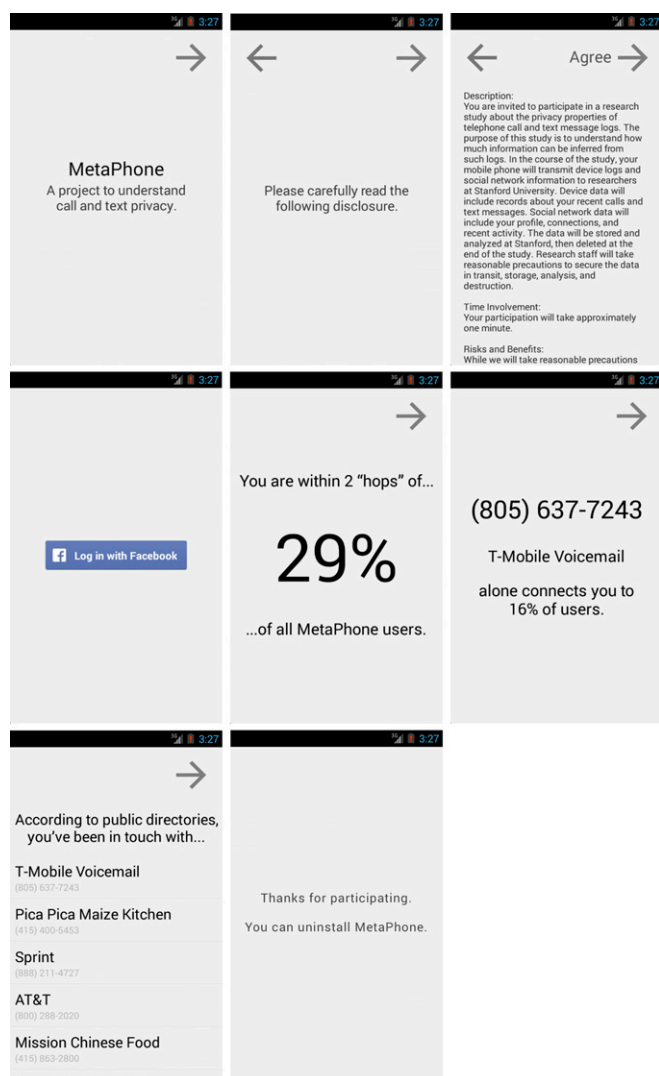 3G 3:27
MetaPhone
A project to understand
call and text privacy.
3G 3:27
Please carefully read the
following disclosure.
3G 3:27
Agree
Description:
You are invited to participate in a research
study about the privacy properties of
telephone call and text message logs. The
purpose of this study is to understand how
much information can be inferred from
such logs. In the course of the study, your
mobile phone will transmit device logs and
social network information to researchers
at Stanford University. Device data will
include records about your recent calls and
text messages. Social network data will
include your profile, connections, and
recent activity. The data will be stored and
analyzed at Stanford, then deleted at the
end of the study. Research staff will take
reasonable precautions to secure the data
in transit, storage, analysis, and
destruction.
Time Involvement:
Your participation will take approximately
one minute.
Risks and Benefits:
While we will take reasonable precautions
3G 3:27
f Log in with Facebook
3G 3:27
You are within 2 “hops” of...
29%
...of all MetaPhone users.
3G 3:27
(805) 637-7243
T-Mobile Voicemail
alone connects you to
16% of users.
3G 3:27
According to public directories,
you’ve been in touch with...
T-Mobile Voicemail
(805) 637-7243
Pica Pica Maize Kitchen
(415) 400-5453
Sprint
(888) 211-4727
AT&T
(800) 288-2020
Mission Chinese Food
(415) 863-2800
3G 3:27
Thanks for participating.
You can uninstall MetaPhone.